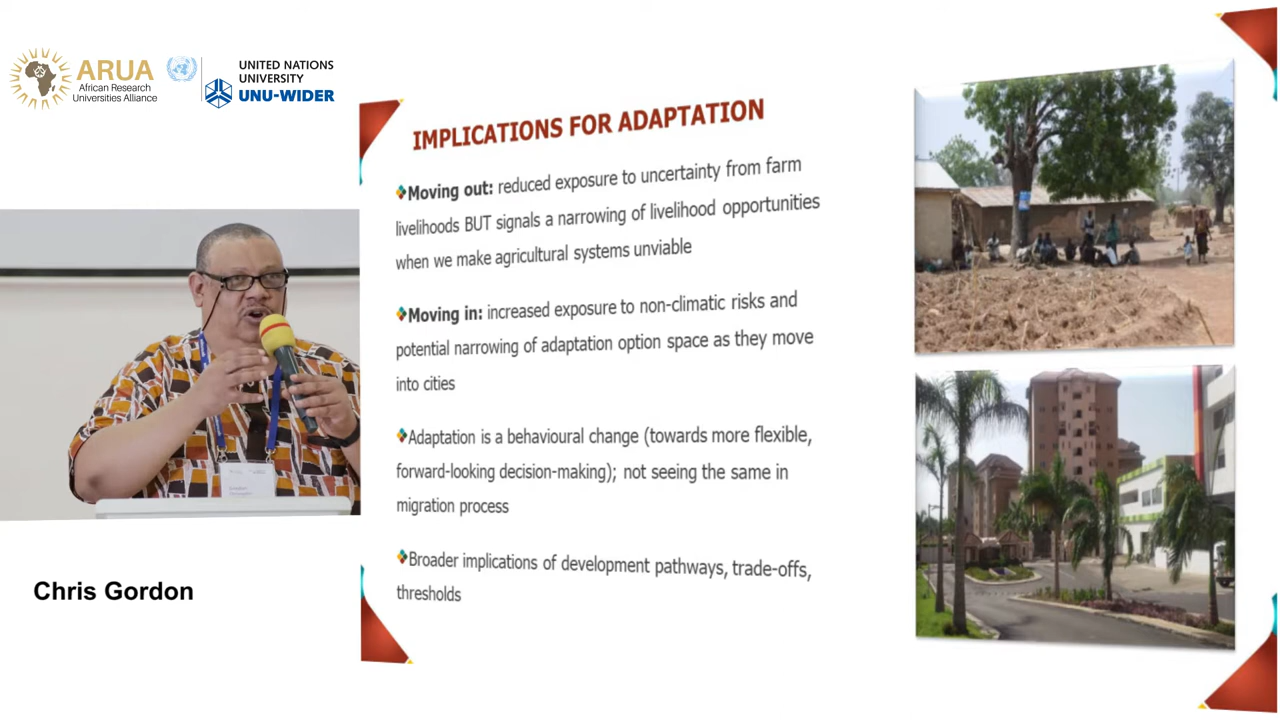 ARUA
African Research
Universities Alliance
UNITED NATIONS
UNIVERSITY
UNU-WIDER
IMPLICATIONS FOR ADAPTATION
Moving out: reduced exposure to uncertainty from farm
livelihoods BUT signals a narrowing of livelihood opportunities
when we make agricultural systems unviable
Moving in: increased exposure to non-climatic risks and
potential narrowing of adaptation option space as they move
into cities
Adaptation is a behavioural change (towards more flexible,
forward-looking decision-making); not seeing the same in
migration process
Broader implications of development pathways, trade-offs,
thresholds
Chris Gordon